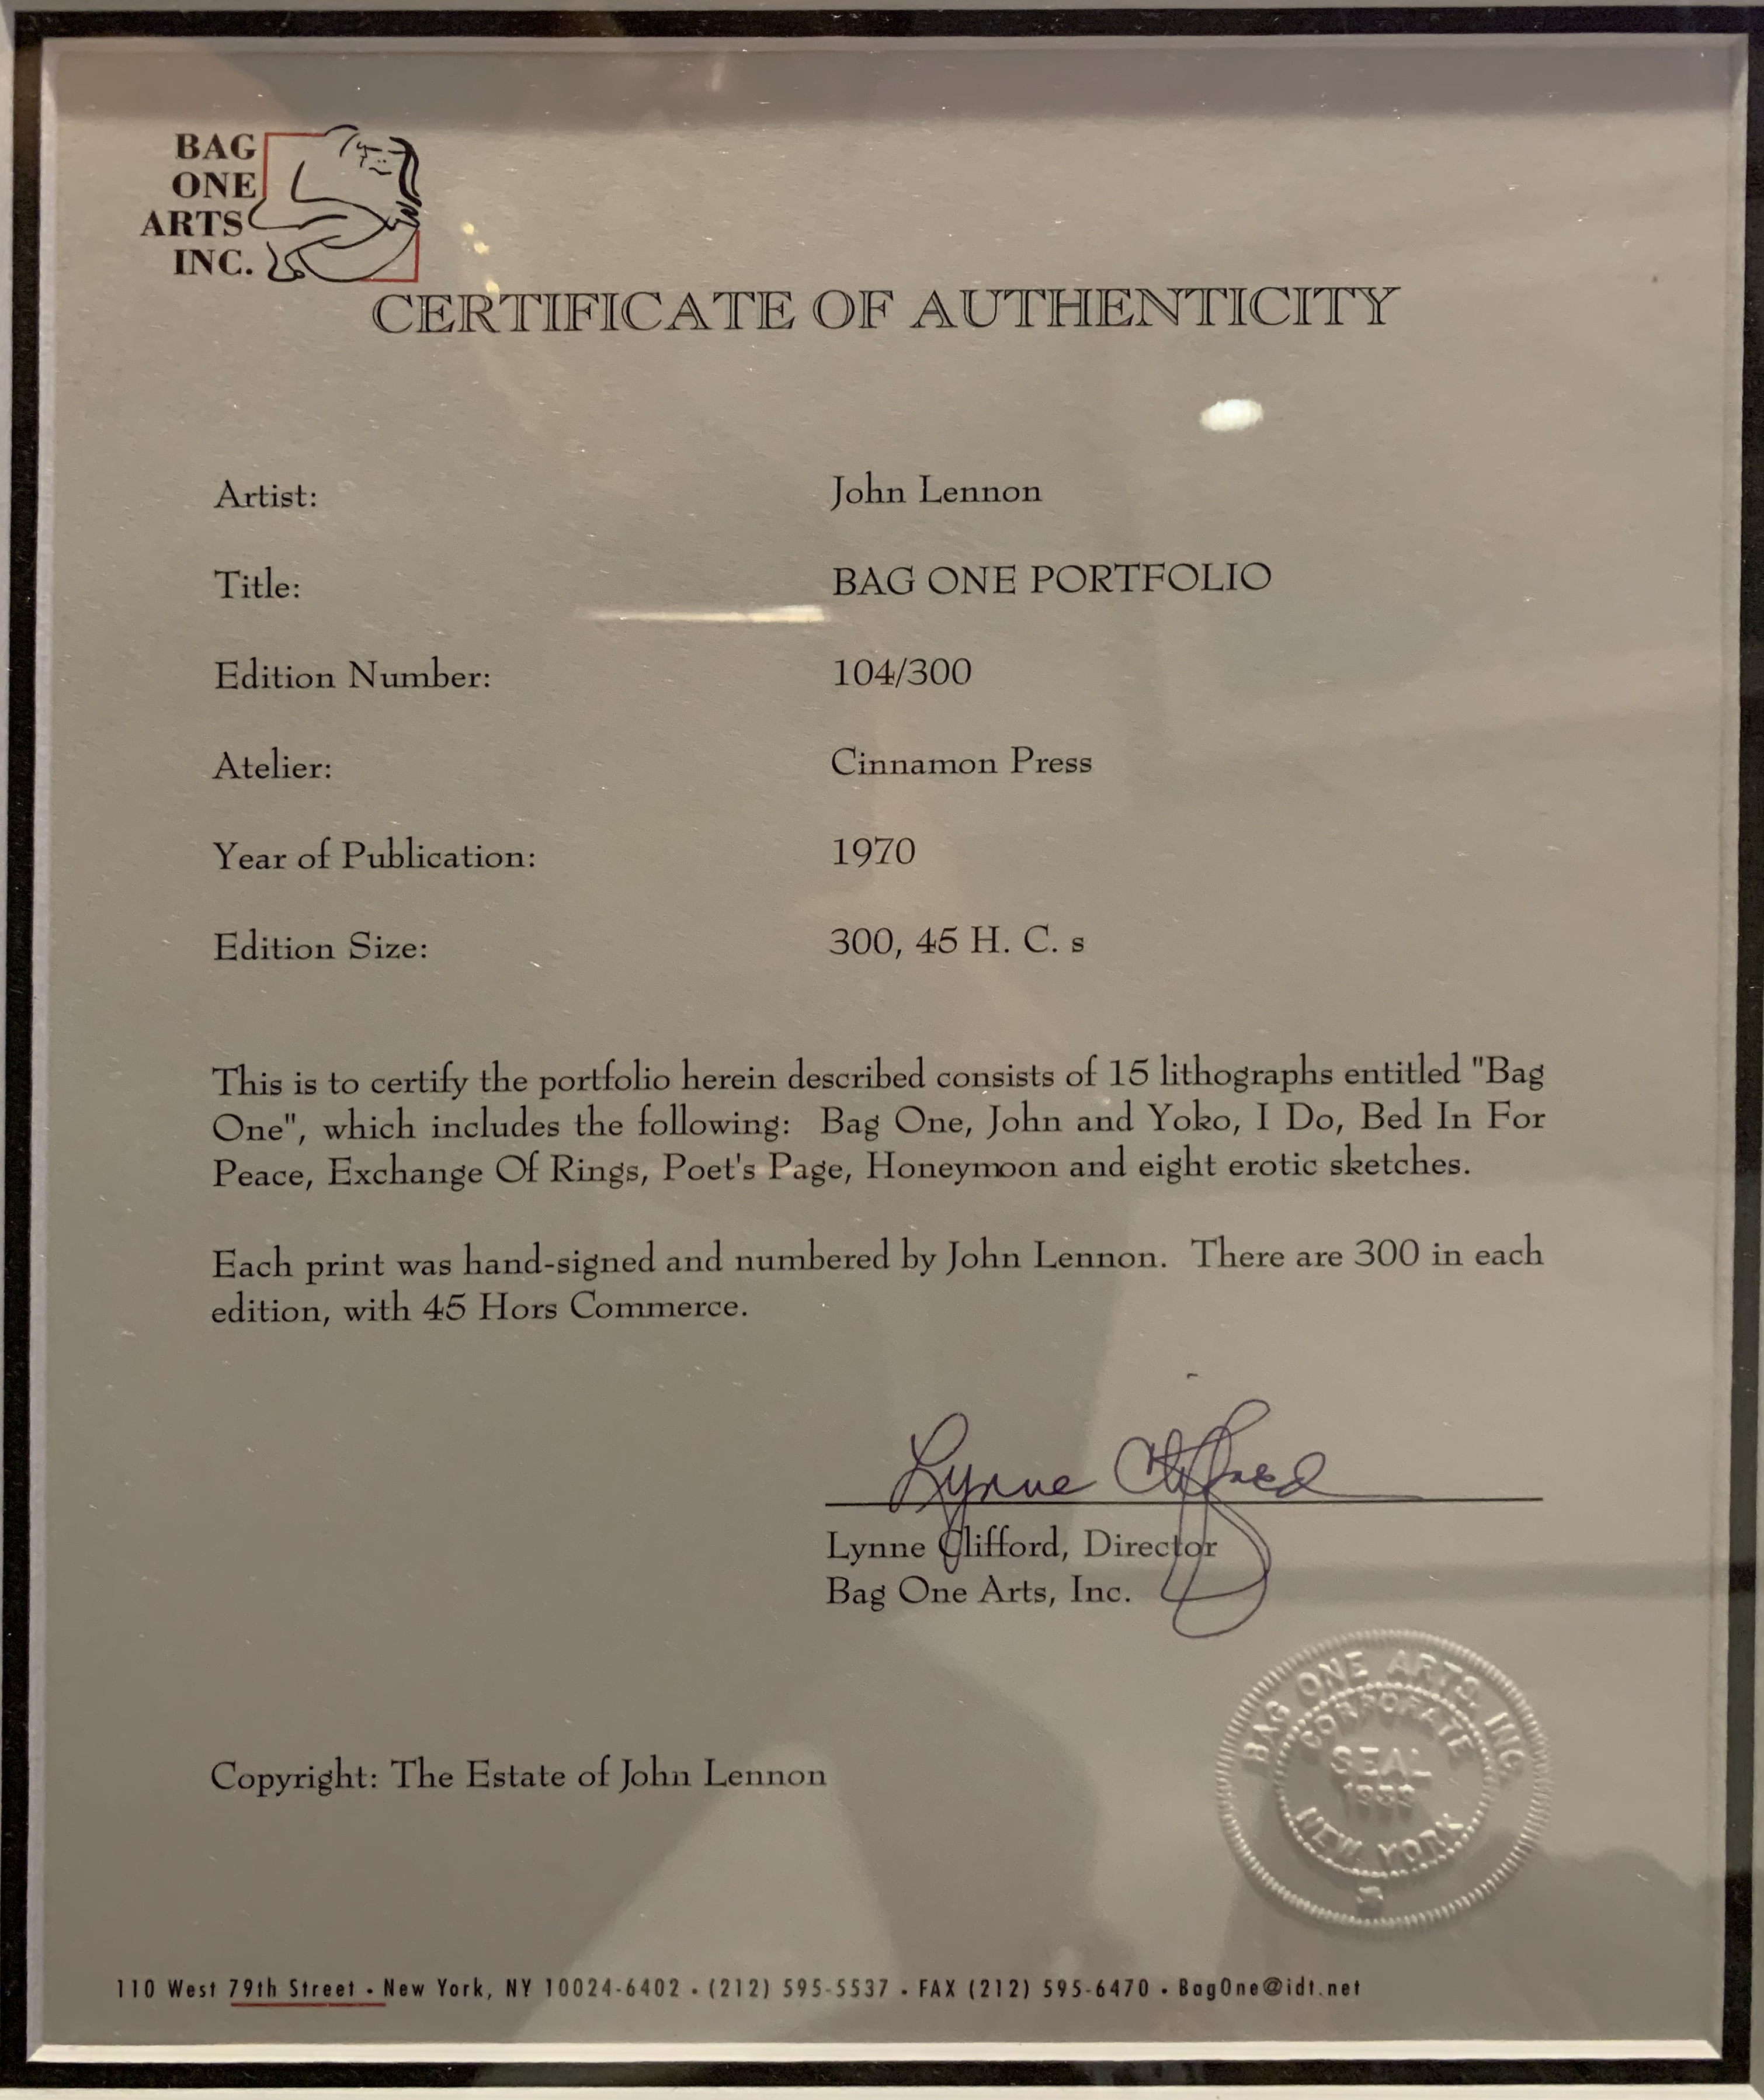 BAG
ONE
ARTS
INC.
CERTIFICATE OF AUTHENTICITY
Artist: John Lennon
Title: BAG ONE PORTFOLIO
Edition Number: 104/300
Atelier: Cinnamon Press
Year of Publication: 1970
Edition Size: 300, 45 H. C. s
This is to certify the portfolio herein described consists of 15 lithographs entitled "Bag
One", which includes the following: Bag One, John and Yoko, I Do, Bed In For
Peace, Exchange Of Rings, Poet's Page, Honeymoon and eight erotic sketches.
Each print was hand-signed and numbered by John Lennon. There are 300 in each
edition, with 45 Hors Commerce.
Lynne Clifford
Lynne Clifford, Director
Bag One Arts, Inc.
BAG ONE ARTS, INC.
CORPORATE
SEAL
NEW YORK
Copyright: The Estate of John Lennon
110 West 79th Street • New York, NY 10024-6402 • (212) 595-5537 • FAX (212) 595-6470 • BagOne@idt.net